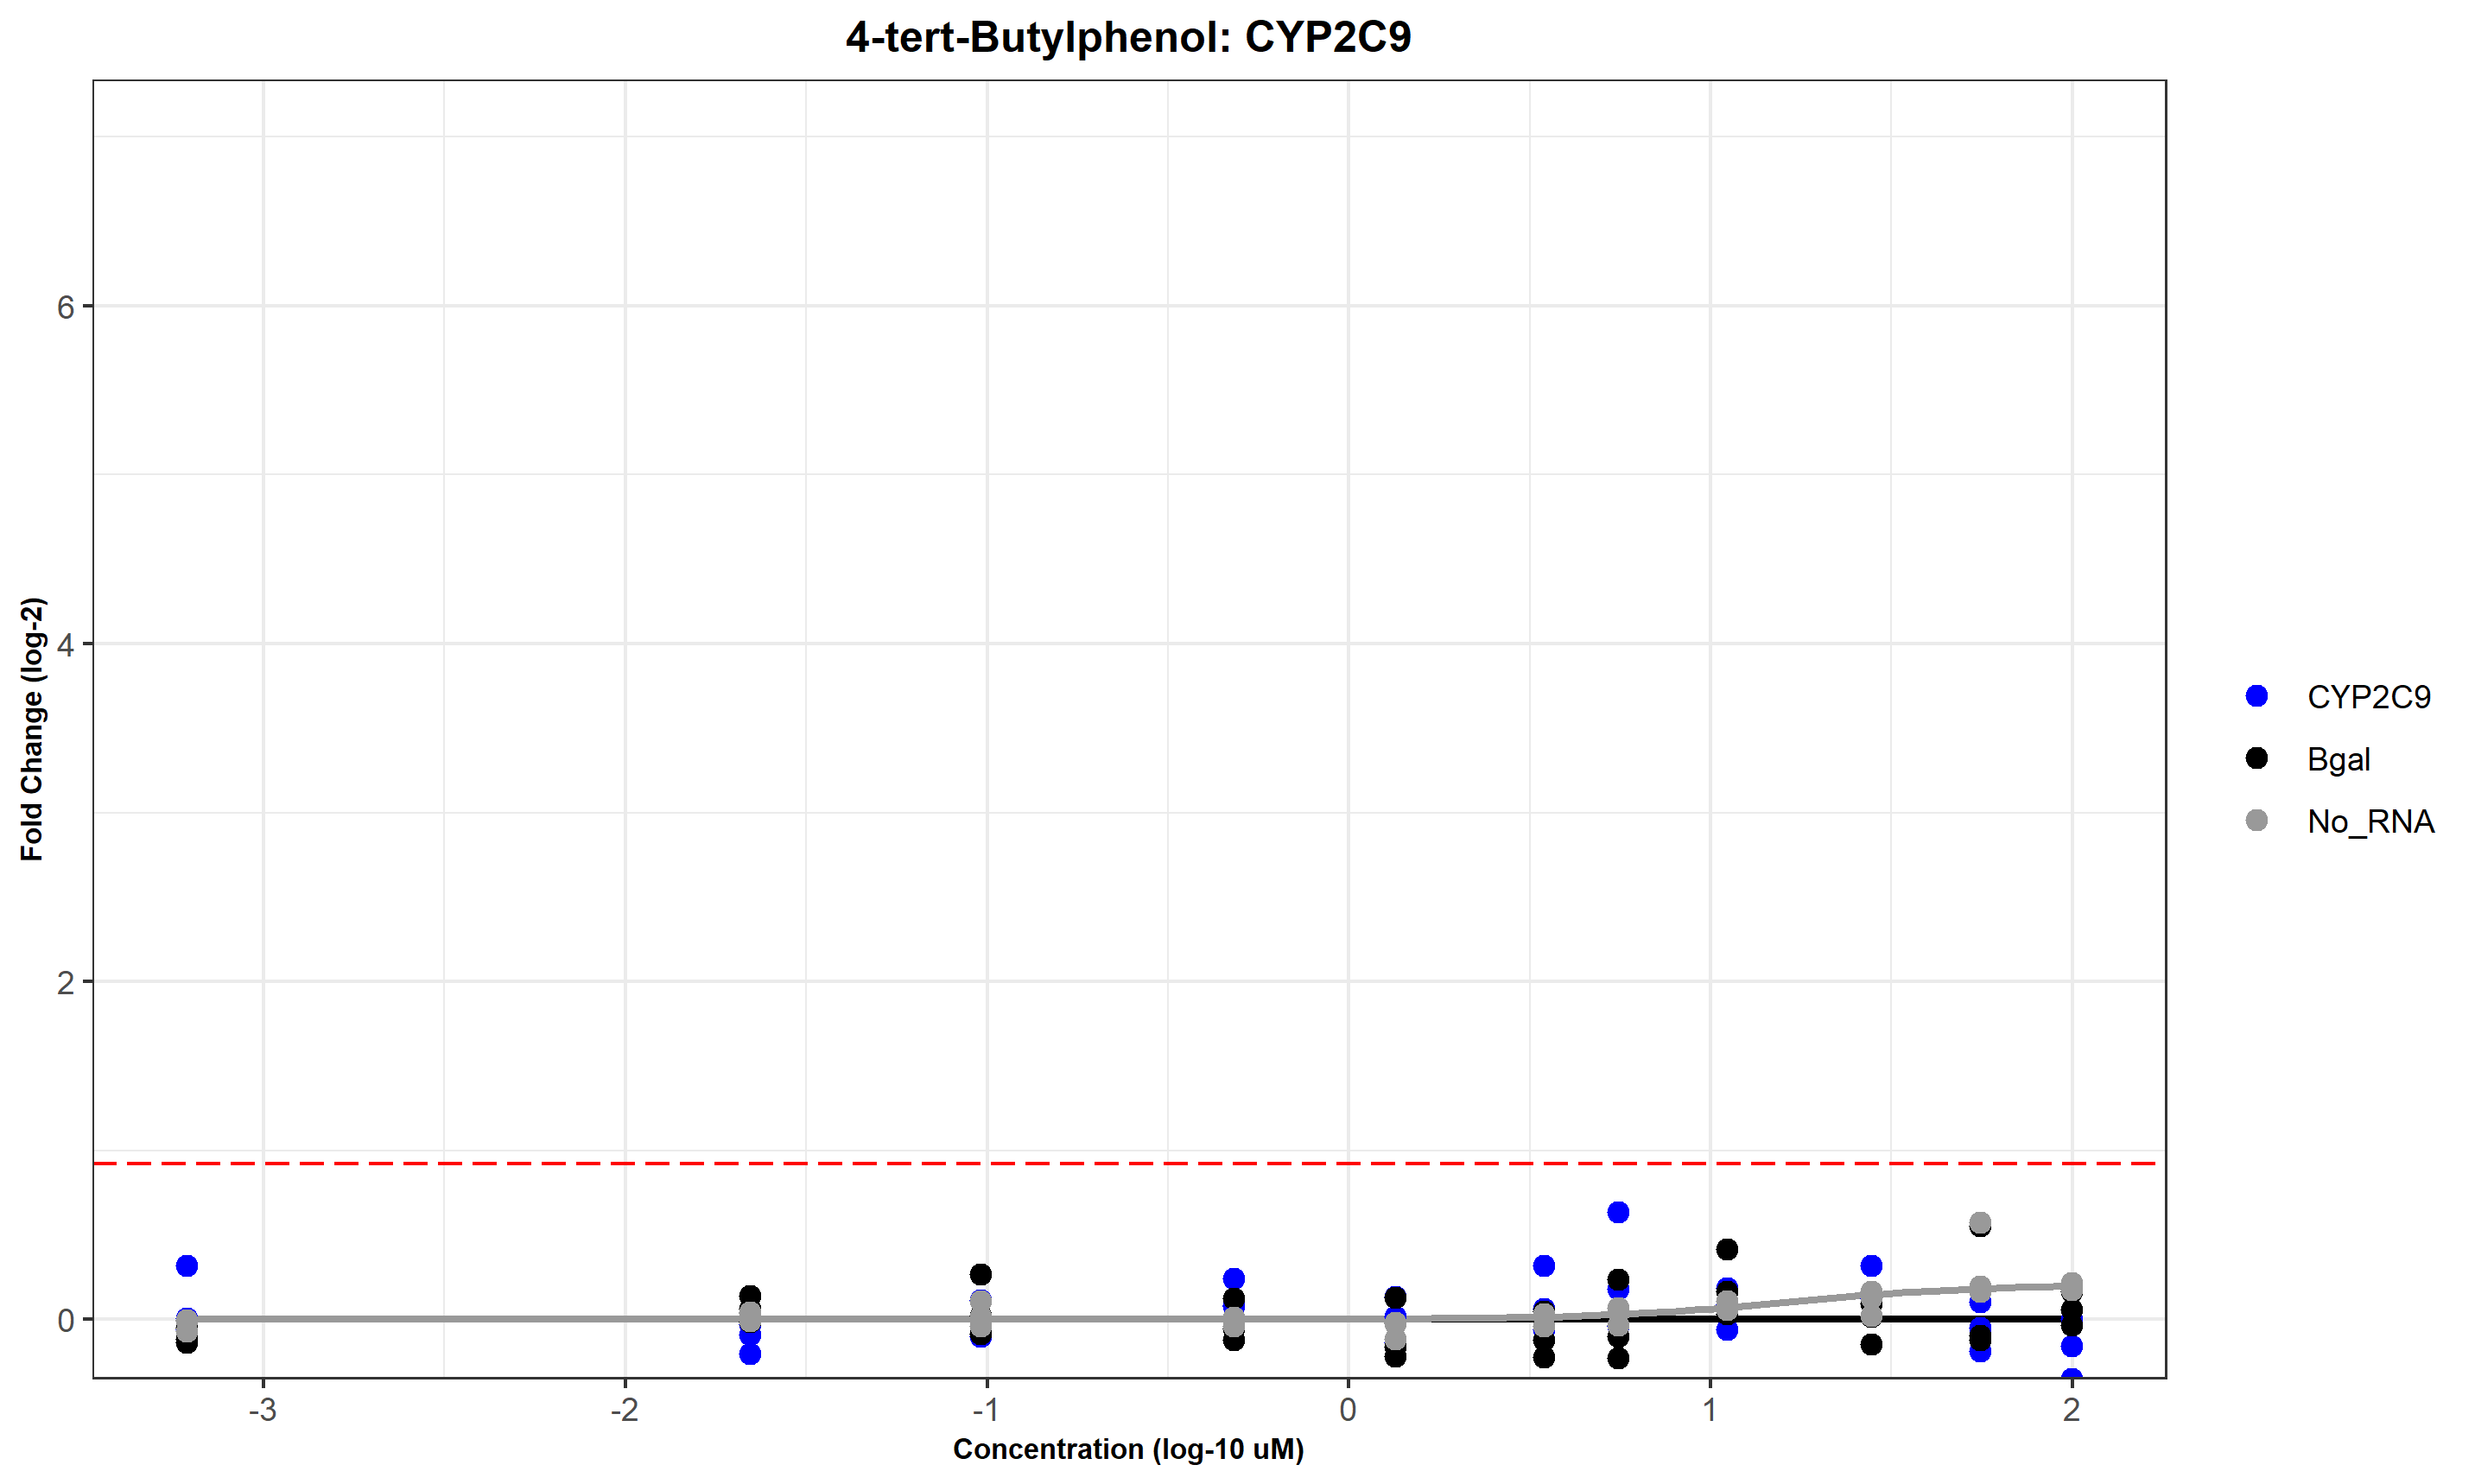 4-tert-Butylphenol: CYP2C9
Fold Change (log-2)
6
4
2
0
-3
-2
-1
0
1
2
Concentration (log-10 uM)
CYP2C9
Bgal
No_RNA